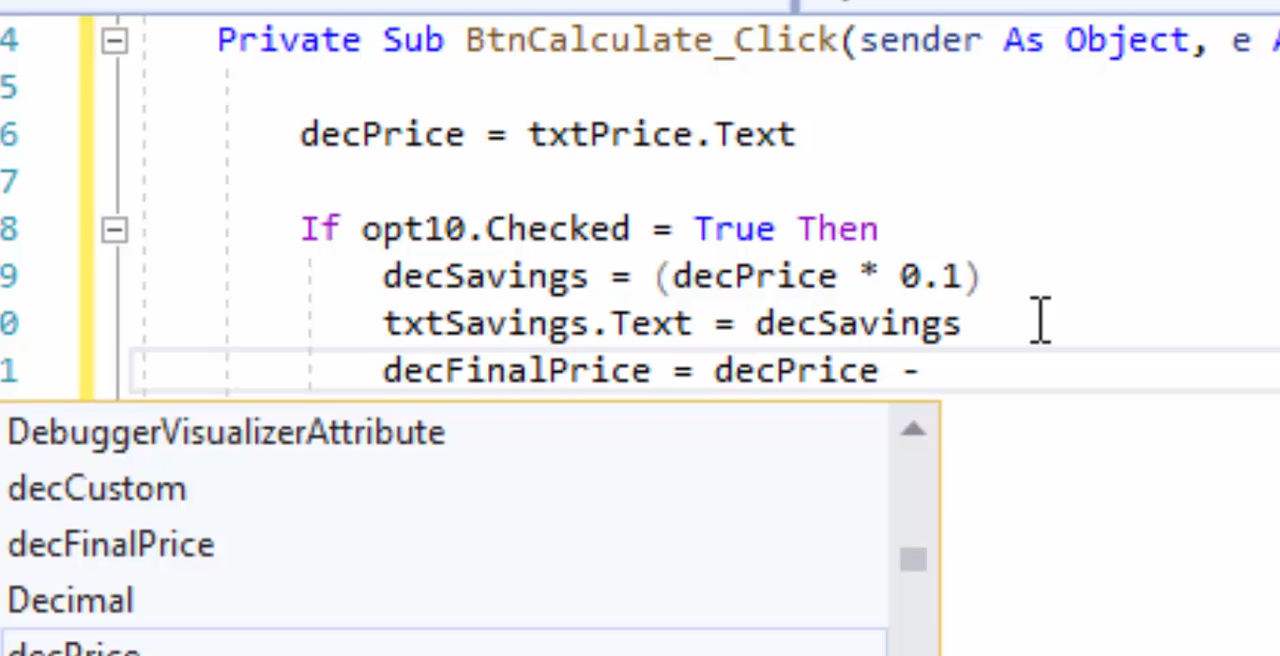 4 Private Sub BtnCalculate_Click(sender As Object, e
5
6 decPrice = txtPrice.Text
7
8 If opt10.Checked = True Then
9 decSavings = (decPrice * 0.1)
0 txtSavings.Text = decSavings
1 decFinalPrice = decPrice -
DebuggerVisualizerAttribute
decCustom
decFinalPrice
Decimal
decPrice